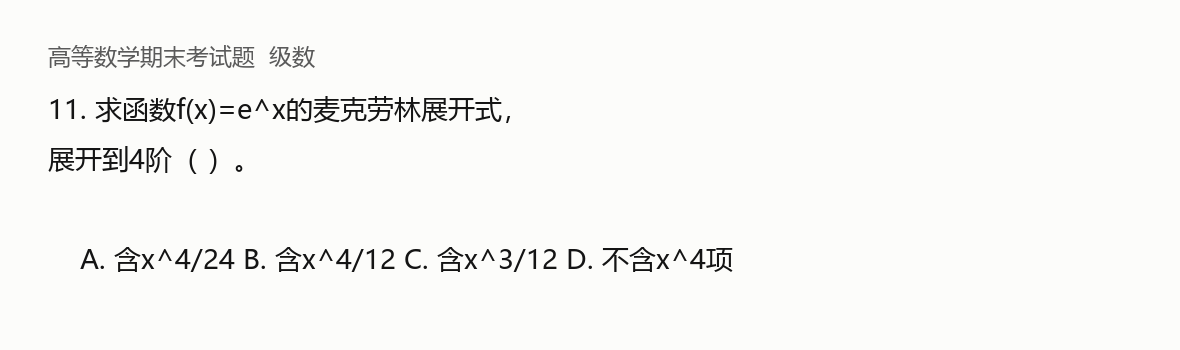 高等数学期末考试题 级数
11. 求函数f(x)=e^x的麦克劳林展开式，
展开到4阶（ ）。
A. 含x^4/24 B. 含x^4/12 C. 含x^3/12 D. 不含x^4项